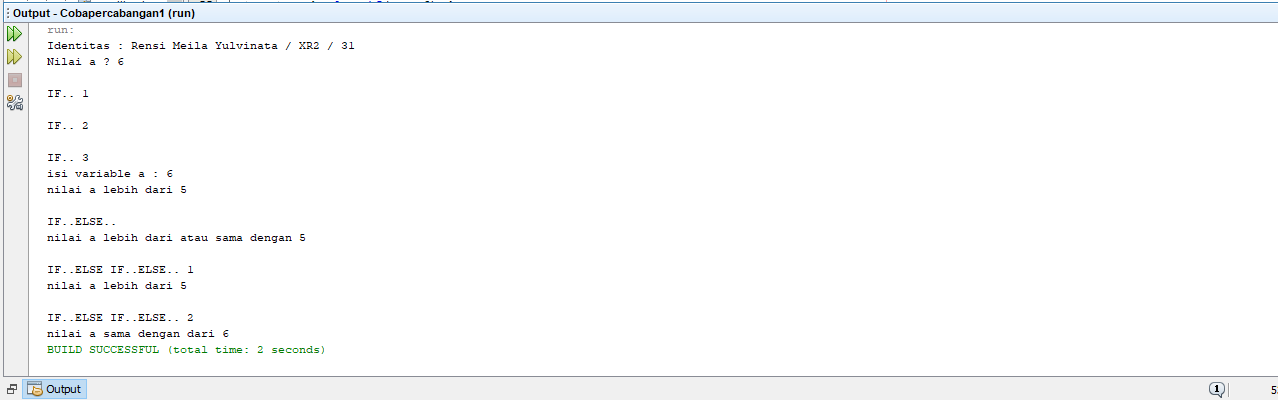 Output - Cobapercabangan1 (run)
run:
Identitas : Rensi Meila Yulvinata / XR2 / 31
Nilai a ? 6
IF.. 1
IF.. 2
IF.. 3
isi variable a : 6
nilai a lebih dari 5
IF..ELSE..
nilai a lebih dari atau sama dengan 5
IF..ELSE IF..ELSE.. 1
nilai a lebih dari 5
IF..ELSE IF..ELSE.. 2
nilai a sama dengan dari 6
BUILD SUCCESSFUL (total time: 2 seconds)
Output
1